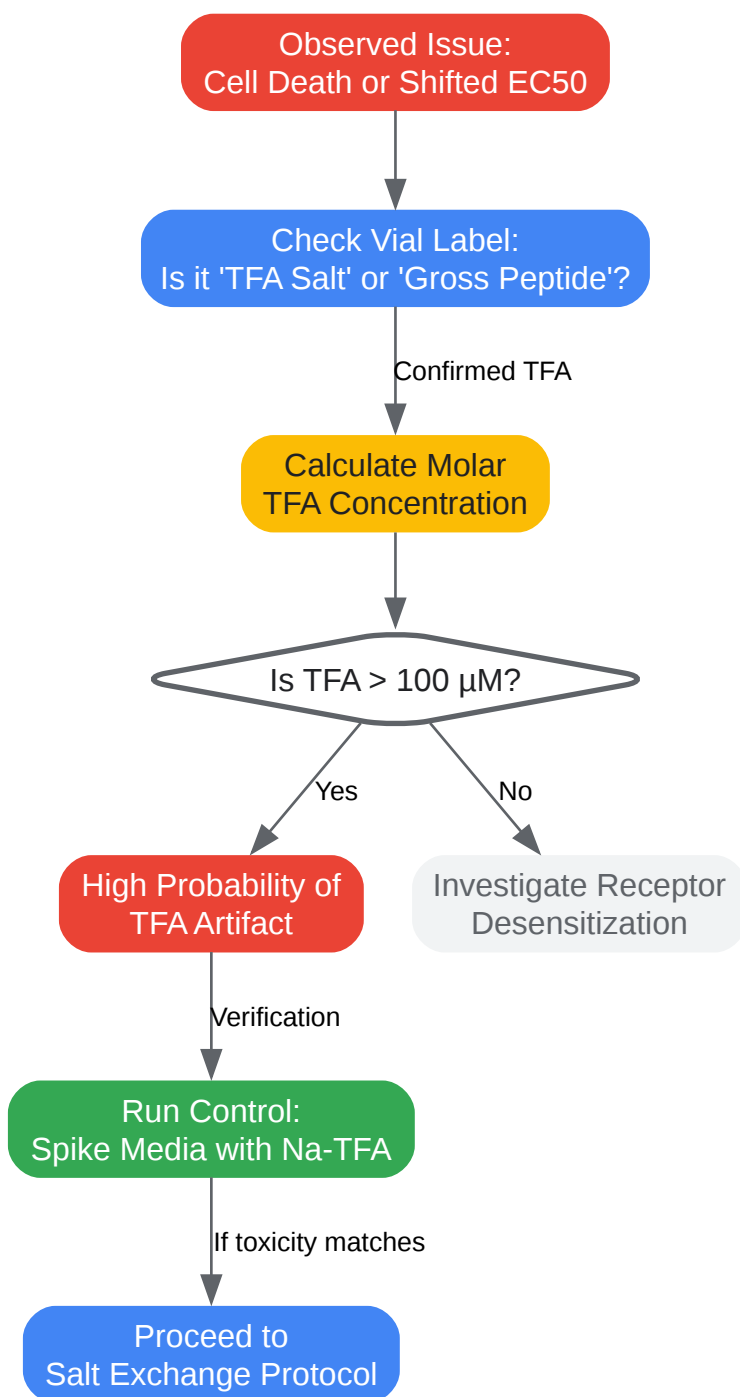 Observed Issue:
Cell Death or Shifted EC50
Check Vial Label:
Is it 'TFA Salt' or 'Gross Peptide'?
Confirmed TFA
Calculate Molar
TFA Concentration
Is TFA > 100 µM?
Yes
No
High Probability of
TFA Artifact
Investigate Receptor
Desensitization
Verification
Run Control:
Spike Media with Na-TFA
If toxicity matches
Proceed to
Salt Exchange Protocol